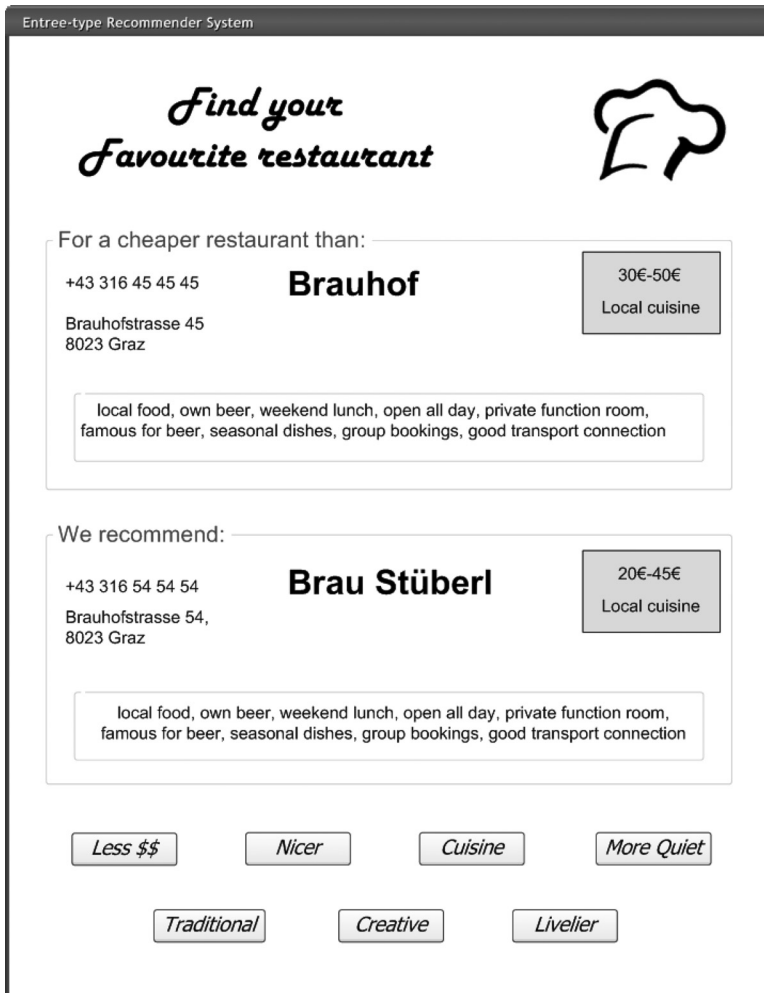 Entree-type Recommender System
Find your
Favourite restaurant
For a cheaper restaurant than:
+43 316 45 45 45
Brauhof
30€-50€
Local cuisine
Brauhofstrasse 45
8023 Graz
local food, own beer, weekend lunch, open all day, private function room,
famous for beer, seasonal dishes, group bookings, good transport connection
We recommend:
+43 316 54 54 54
Brau Stüberl
20€-45€
Local cuisine
Brauhofstrasse 54,
8023 Graz
local food, own beer, weekend lunch, open all day, private function room,
famous for beer, seasonal dishes, group bookings, good transport connection
Less $$
Nicer
Cuisine
More Quiet
Traditional
Creative
Livelier